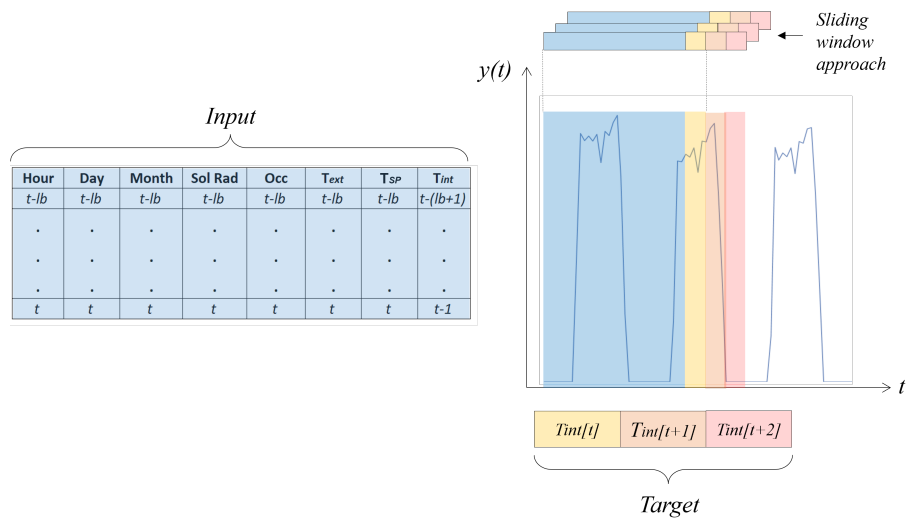 Sliding
window
approach
y(t)
Input
Hour Day Month Sol Rad Occ Text TSP Tint
t-lb t-lb t-lb t-lb t-lb t-lb t-lb t-(lb+1)
. . . . . . . .
. . . . . . . .
. . . . . . . .
t t t t t t t t-1
t
Tint[t] Tint[t+1] Tint[t+2]
Target